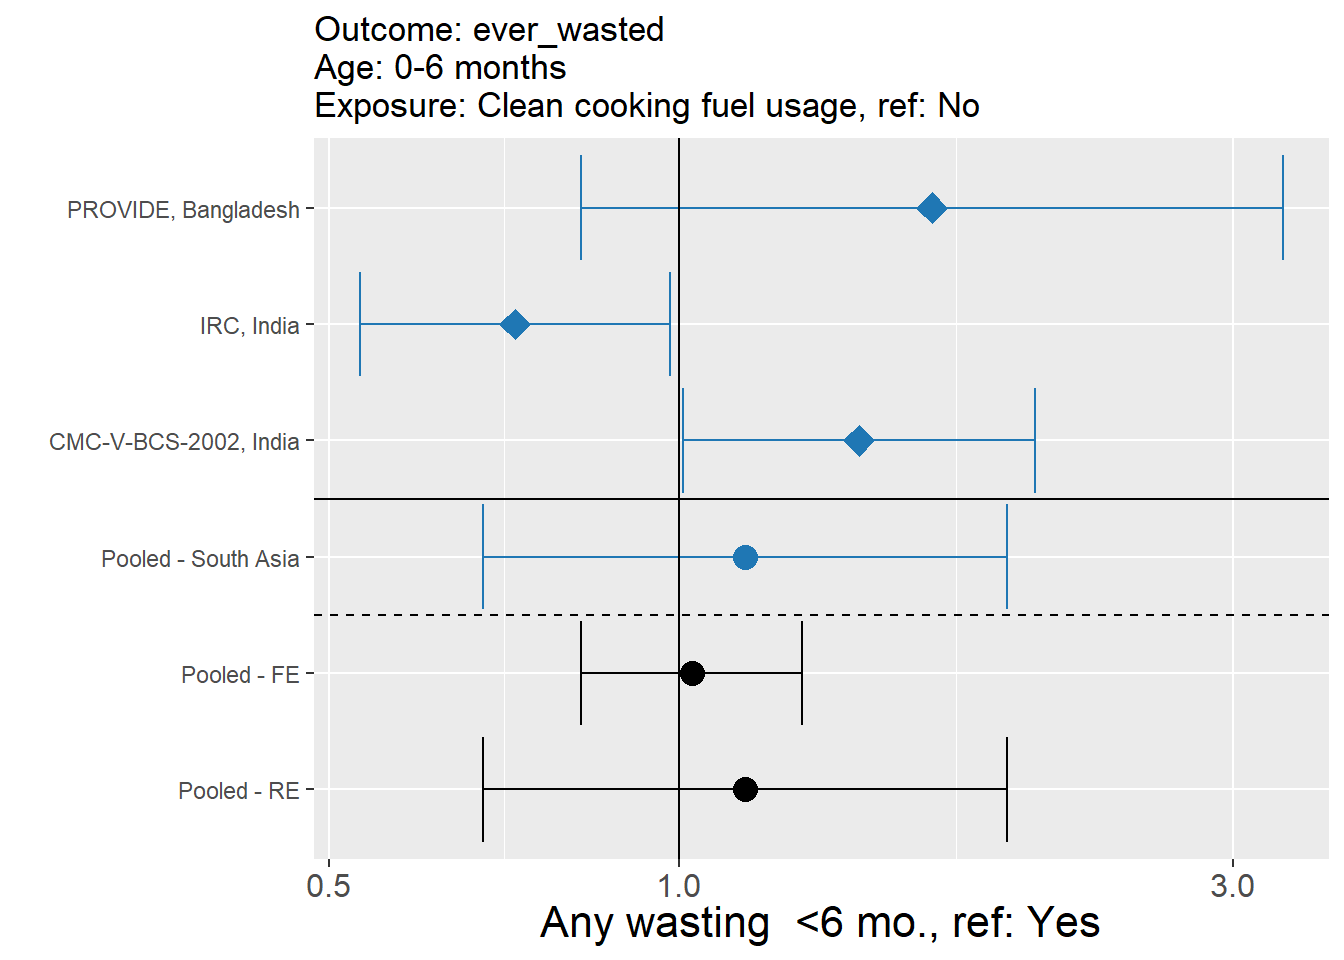 Outcome: ever_wasted
Age: 0-6 months
Exposure: Clean cooking fuel usage, ref: No
PROVIDE, Bangladesh
IRC, India
CMC-V-BCS-2002, India
Pooled - South Asia
Pooled - FE
Pooled - RE
0.5 1.0 3.0
Any wasting  <6 mo., ref: Yes